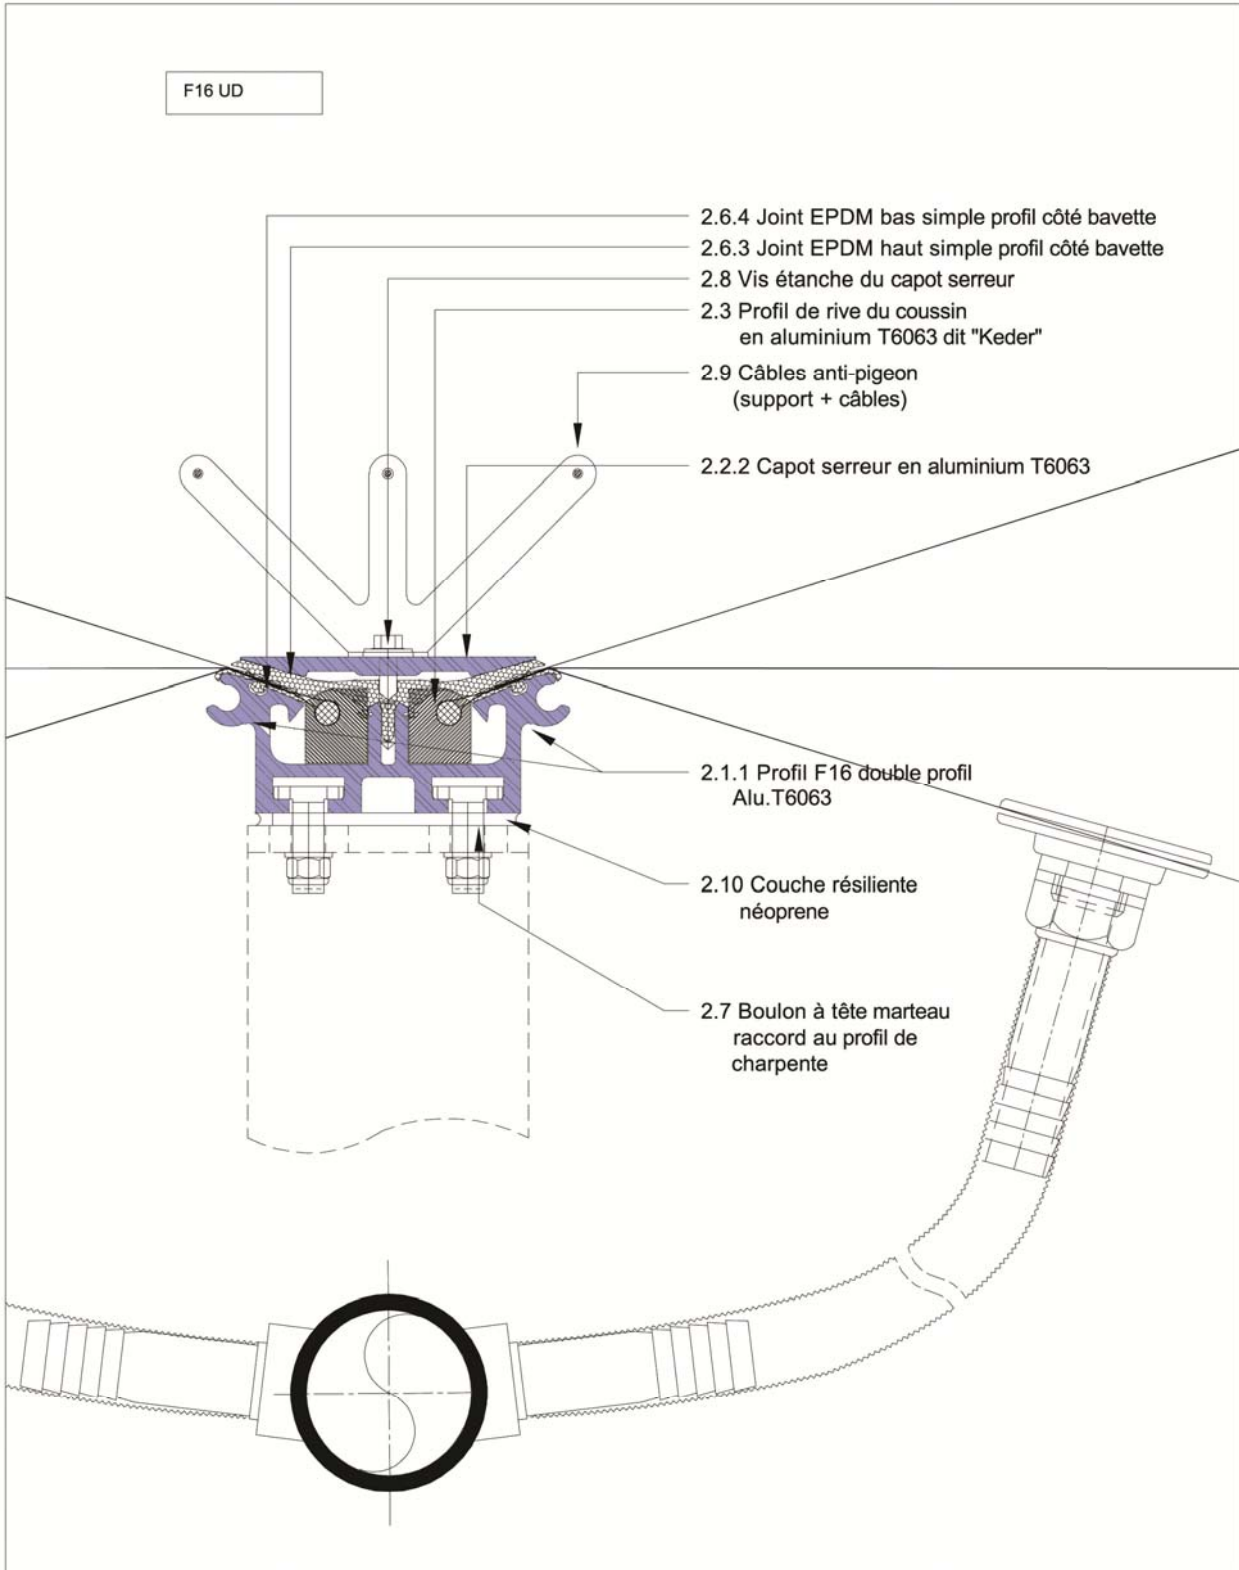 F16 UD
2.6.4 Joint EPDM bas simple profil côté bavette
2.6.3 Joint EPDM haut simple profil côté bavette
2.8 Vis étanche du capot serreur
2.3 Profil de rive du coussin
en aluminium T6063 dit "Keder"
2.9 Câbles anti-pigeon
(support + câbles)
2.2.2 Capot serreur en aluminium T6063
2.1.1 Profil F16 double profil
Alu.T6063
2.10 Couche résiliente
néoprene
2.7 Boulon à tête marteau
raccord au profil de
charpente